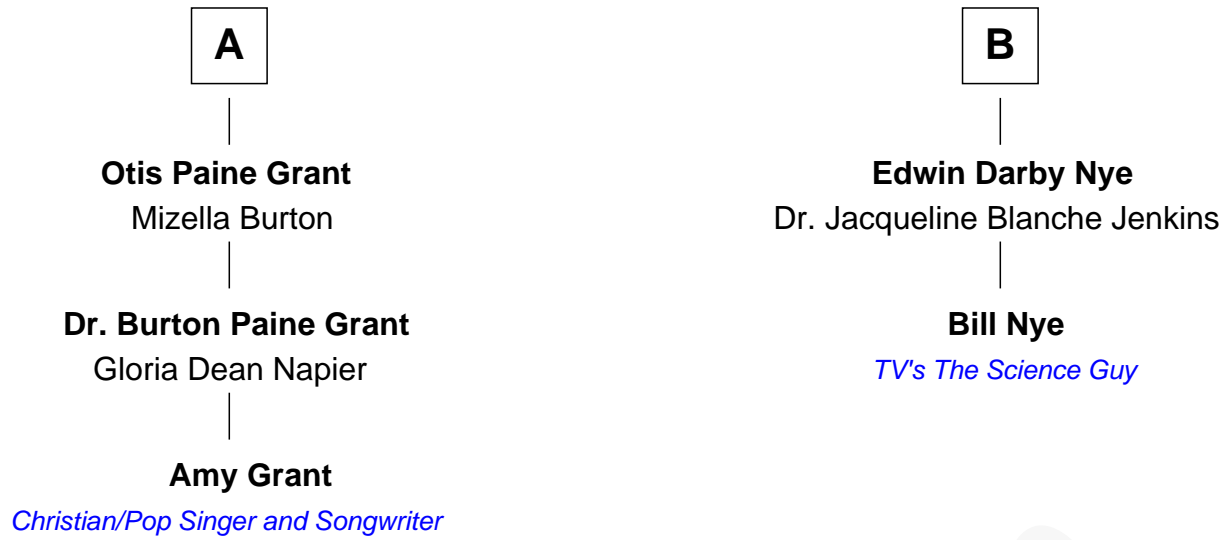 A
Otis Paine Grant
Mizella Burton
Dr. Burton Paine Grant
Gloria Dean Napier
Amy Grant
Christian/Pop Singer and Songwriter
B
Edwin Darby Nye
Dr. Jacqueline Blanche Jenkins
Bill Nye
TV's The Science Guy